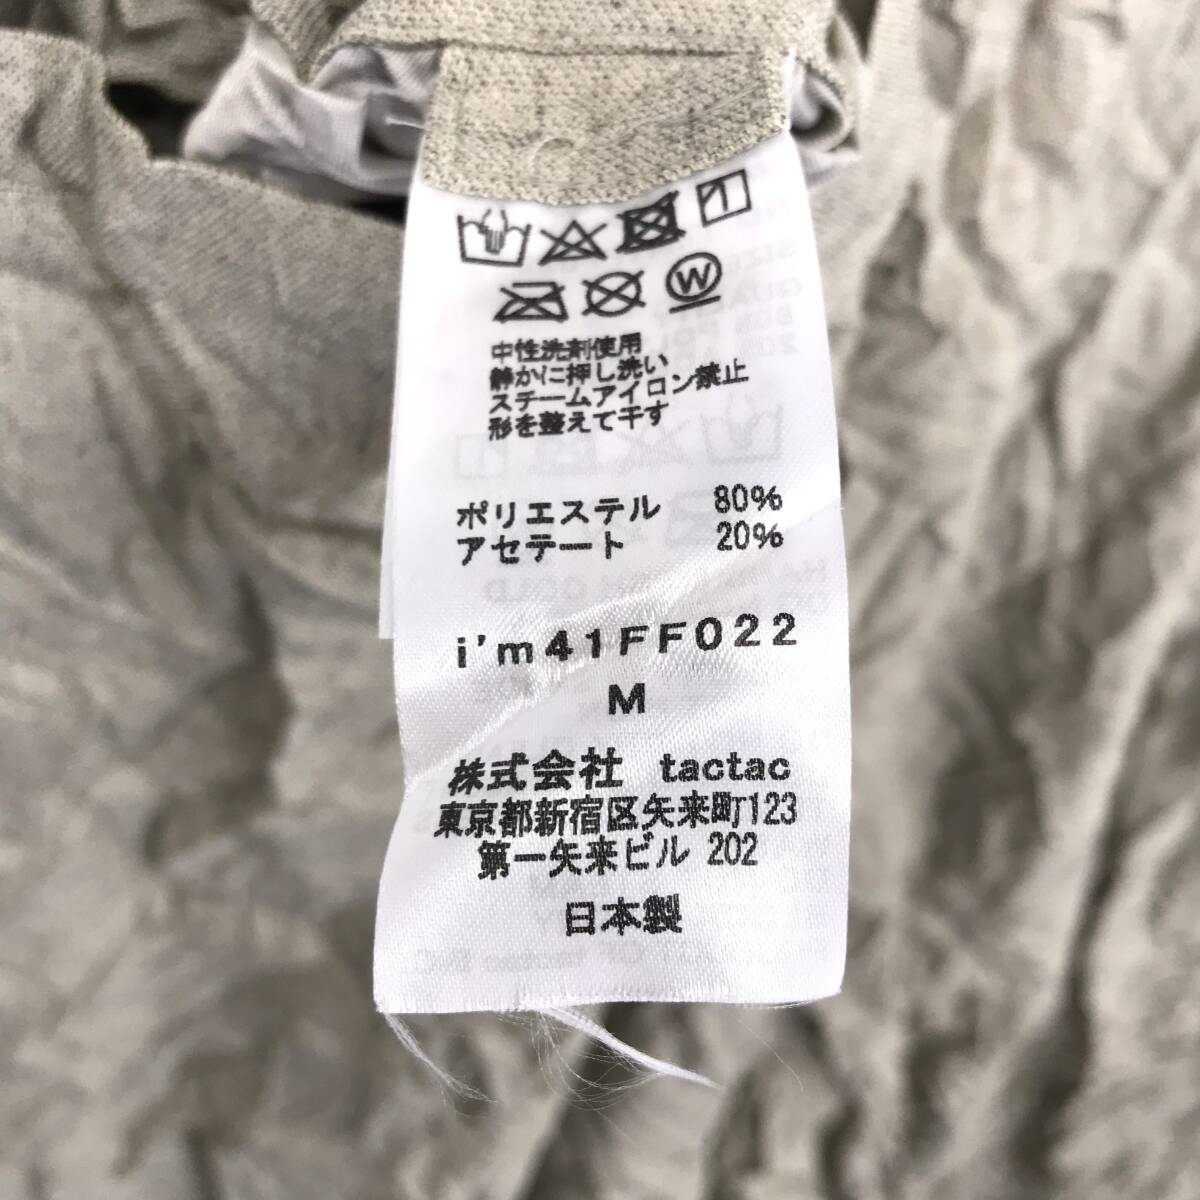 W
中性洗剤使用
静かに押し洗い
スチームアイロン禁止
形を整えて干す
ポリエステル 80%
アセテート 20%
i'm41FF022
M
株式会社 tactac
東京都新宿区矢来町123
第一矢来ビル 202
日本製